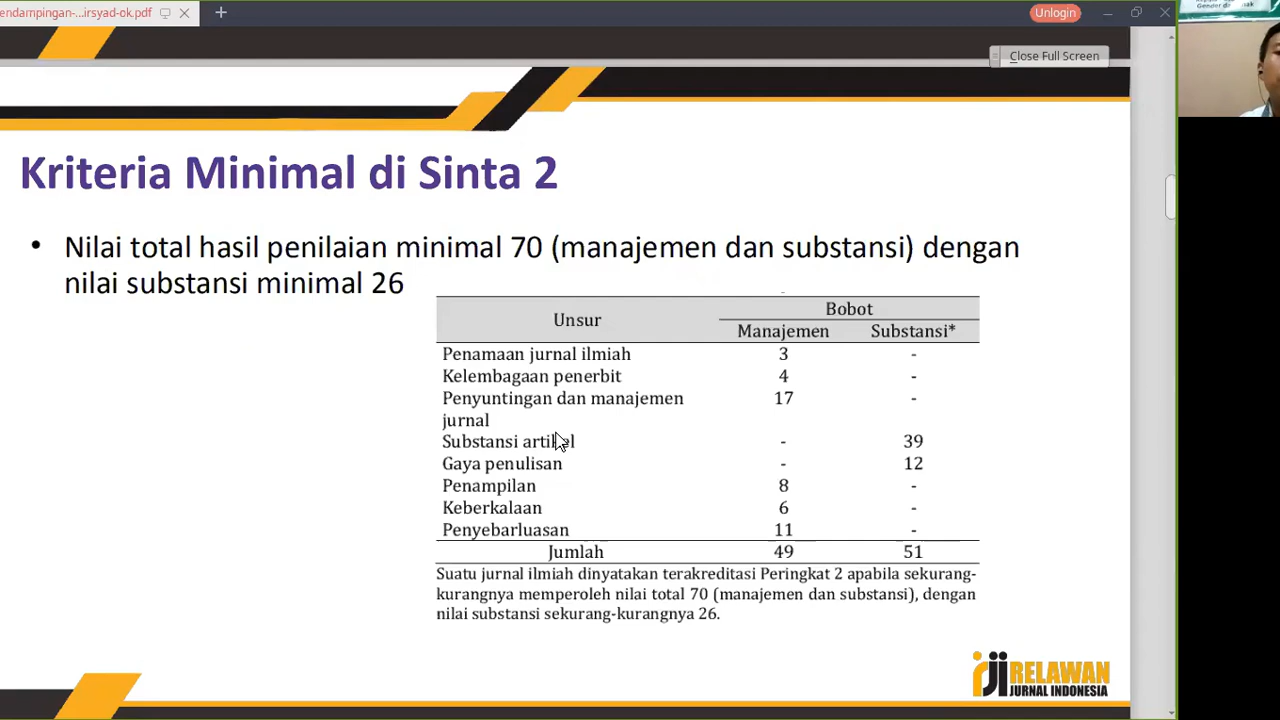 endampingan-...irsyad-ok.pdf
Unlogin
Close Full Screen
Gender dan Anak
Kriteria Minimal di Sinta 2
• Nilai total hasil penilaian minimal 70 (manajemen dan substansi) dengan
nilai substansi minimal 26
Unsur Bobot
Manajemen Substansi*
Penamaan jurnal ilmiah 3 -
Kelembagaan penerbit 4 -
Penyuntingan dan manajemen 17 -
jurnal
Substansi artikel - 39
Gaya penulisan - 12
Penampilan 8 -
Keberkalaan 6 -
Penyebarluasan 11 -
Jumlah 49 51
Suatu jurnal ilmiah dinyatakan terakreditasi Peringkat 2 apabila sekurang-
kurangnya memperoleh nilai total 70 (manajemen dan substansi), dengan
nilai substansi sekurang-kurangnya 26.
rji RELAWAN
JURNAL INDONESIA